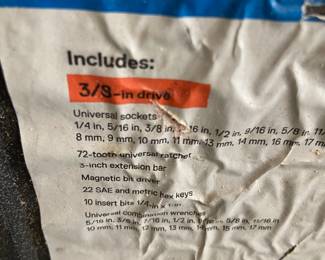 Includes:
3/8-in drive
Universal sockets
1/4 in, 5/16 in, 3/8 in, 16 in, 1/2 in, 9/16 in, 5/8 in, 11/
8 mm, 9 mm, 10 mm, 11 mm, 13 mm, 14 mm, 16 mm, 17 m
72-tooth universal ratchet
3-inch extension bar
Magnetic bit driver
22 SAE and metric hex keys
10 insert bits 1/4-in
Universal combination wrenches
5/16 in, 3/8 in, 7/16 in, 1/2 in, 9/16 in, 5/8 in, 11/16 in
10 mm, 11 mm, 12 mm, 13 mm, 14 mm, 15 mm, 17 mm